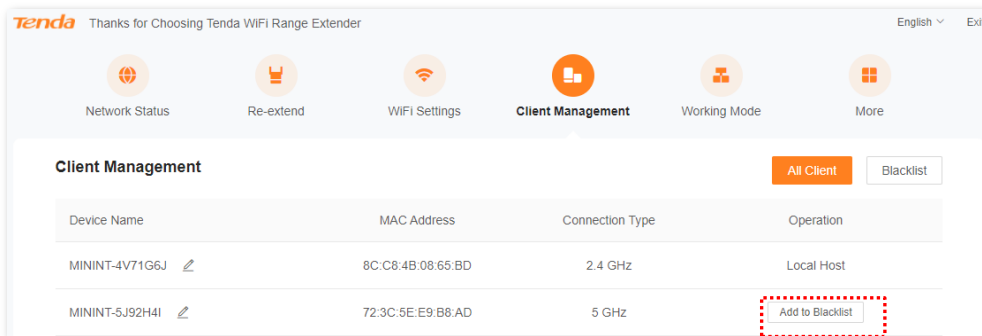 Tenda Thanks for Choosing Tenda WiFi Range Extender English
Network Status Re-extend WiFi Settings Client Management Working Mode More
Client Management All Client Blacklist
Device Name MAC Address Connection Type Operation
MININT-4V71G6J 8C:C8:4B:08:65:BD 2.4 GHz Local Host
MININT-5J92H4I 72:3C:5E:E9:B8:AD 5 GHz Add to Blacklist